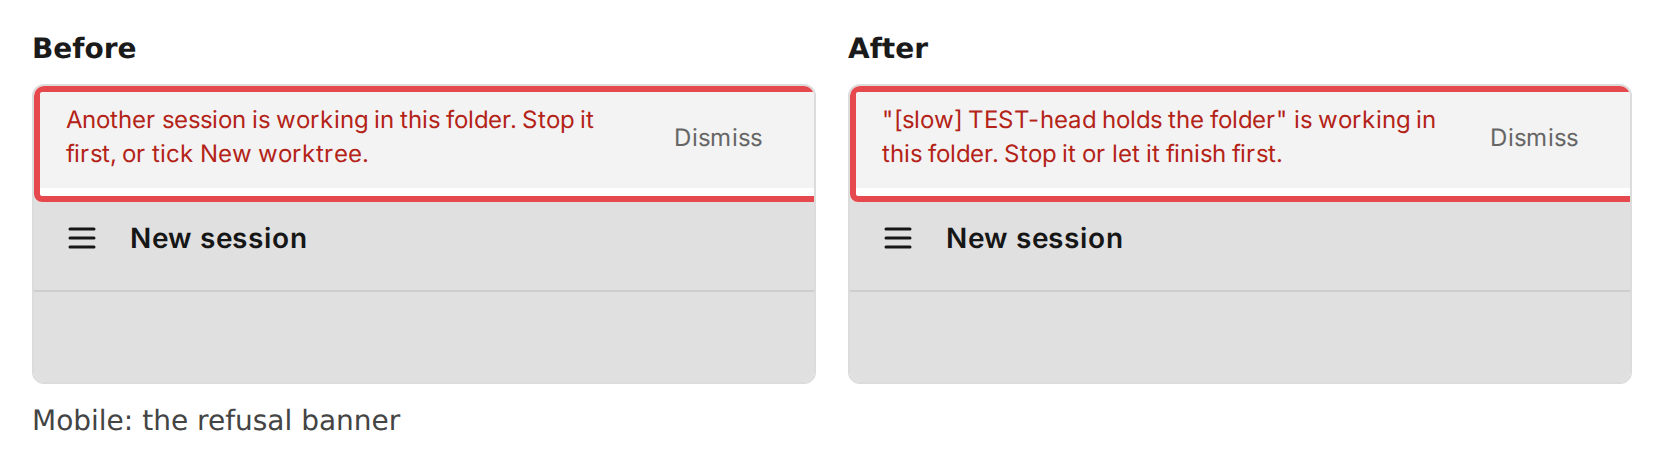 Before
Another session is working in this folder. Stop it
first, or tick New worktree.
Dismiss
New session
After
"[slow] TEST-head holds the folder" is working in
this folder. Stop it or let it finish first.
Dismiss
New session
Mobile: the refusal banner